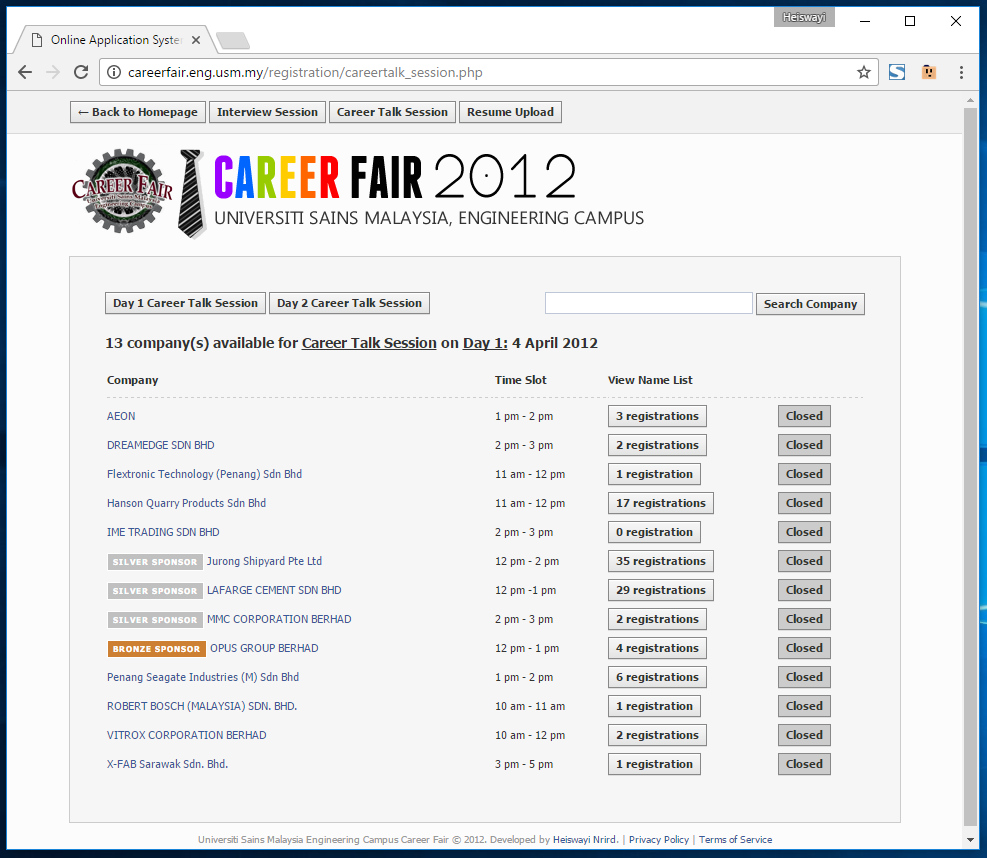 Heiswayi
Online Application Syste
careerfair.eng.usm.my/registration/careertalk_session.php
← Back to Homepage Interview Session Career Talk Session Resume Upload
CAREER FAIR
CAREER FAIR 2012
UNIVERSITI SAINS MALAYSIA, ENGINEERING CAMPUS
Day 1 Career Talk Session Day 2 Career Talk Session Search Company
13 company(s) available for Career Talk Session on Day 1: 4 April 2012
Company Time Slot View Name List
AEON 1 pm - 2 pm 3 registrations Closed
DREAMEDGE SDN BHD 2 pm - 3 pm 2 registrations Closed
Flextronic Technology (Penang) Sdn Bhd 11 am - 12 pm 1 registration Closed
Hanson Quarry Products Sdn Bhd 11 am - 12 pm 17 registrations Closed
IME TRADING SDN BHD 2 pm - 3 pm 0 registration Closed
SILVER SPONSOR Jurong Shipyard Pte Ltd 12 pm - 2 pm 35 registrations Closed
SILVER SPONSOR LAFARGE CEMENT SDN BHD 12 pm -1 pm 29 registrations Closed
SILVER SPONSOR MMC CORPORATION BERHAD 2 pm - 3 pm 2 registrations Closed
BRONZE SPONSOR OPUS GROUP BERHAD 12 pm - 1 pm 4 registrations Closed
Penang Seagate Industries (M) Sdn Bhd 1 pm - 2 pm 6 registrations Closed
ROBERT BOSCH (MALAYSIA) SDN. BHD. 10 am - 11 am 1 registration Closed
VITROX CORPORATION BERHAD 10 am - 12 pm 2 registrations Closed
X-FAB Sarawak Sdn. Bhd. 3 pm - 5 pm 1 registration Closed
Universiti Sains Malaysia Engineering Campus Career Fair © 2012. Developed by Heiswayi Nrird. | Privacy Policy | Terms of Service